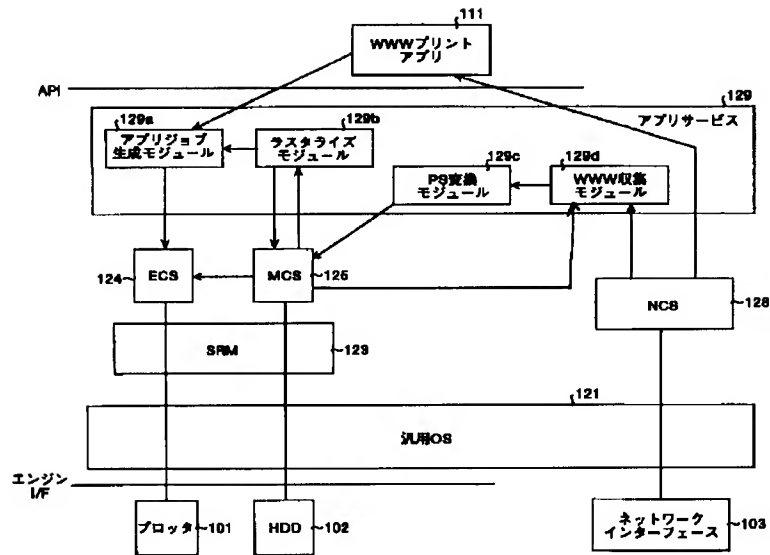 111
WWWプリント
アプリ
API
129
アプリサービス
129a
アプリジョブ
生成モジュール
129b
ラスタライズ
モジュール
129c
PS変換
モジュール
129d
WWW収集
モジュール
124
ECS
MCS
125
NCS
128
SRM
123
121
汎用OS
エンジン
I/F
プロッタ
101
HDD
102
ネットワーク
インターフェース
103